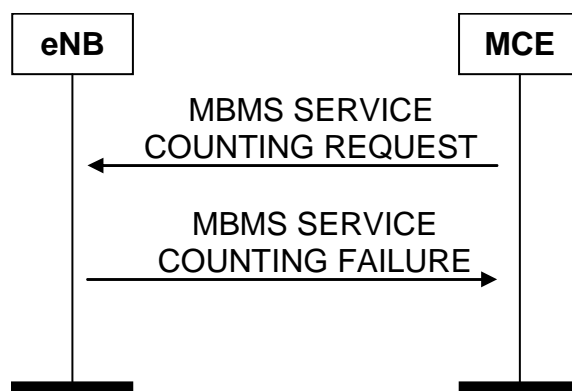 eNB
MCE
MBMS SERVICE
COUNTING REQUEST
MBMS SERVICE
COUNTING FAILURE